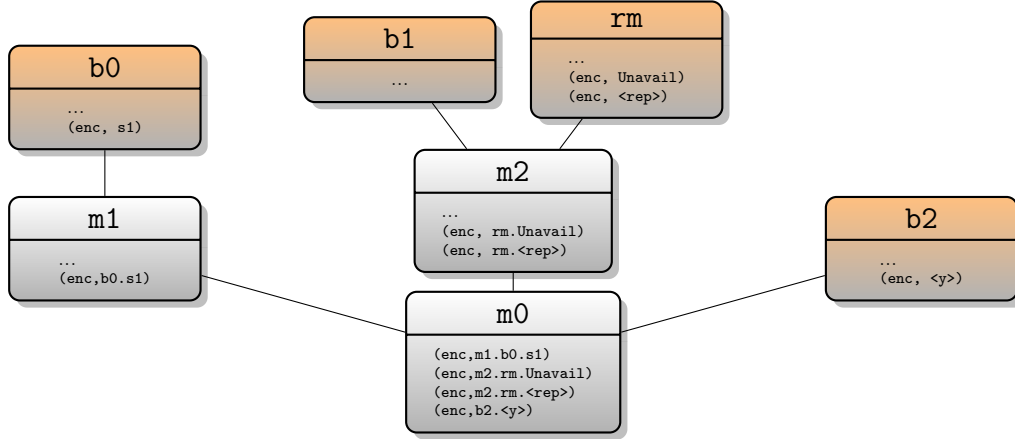 b0
...
(enc, s1)
b1
...
rm
...
(enc, Unavail)
(enc, <rep>)
m1
...
(enc,b0.s1)
m2
...
(enc, rm.Unavail)
(enc, rm.<rep>)
b2
...
(enc, <y>)
m0
(enc,m1.b0.s1)
(enc,m2.rm.Unavail)
(enc,m2.rm.<rep>)
(enc,b2.<y>)